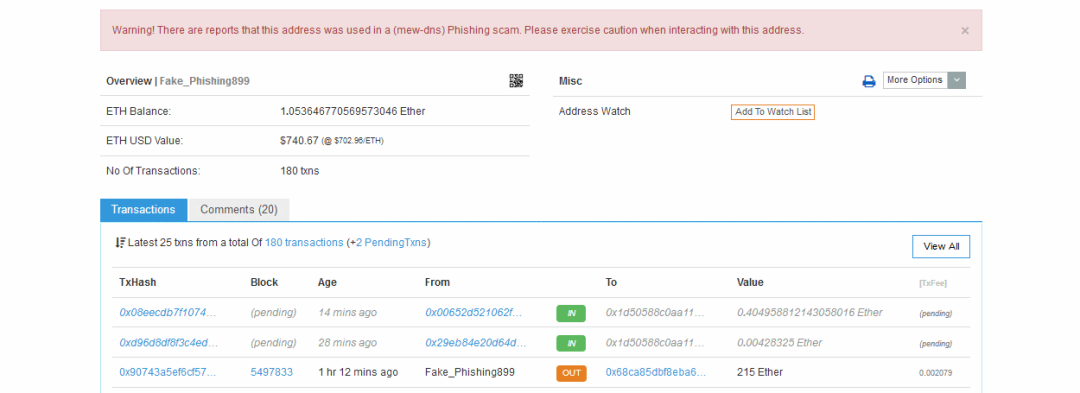 Warning! There are reports that this address was used in a (mew-dns) Phishing scam. Please exercise caution when interacting with this address. ×
Overview | Fake_Phishing899
ETH Balance: 1.053646770569573046 Ether
ETH USD Value: $740.67 (@ $702.96/ETH)
No Of Transactions: 180 txns
Misc More Options
Address Watch Add To Watch List
Transactions Comments (20)
Latest 25 txns from a total Of 180 transactions (+2 PendingTxns) View All
TxHash Block Age From To Value [TxFee]
0x08eecdb7f1074... (pending) 14 mins ago 0x00652d521062f... IN 0x1d50588c0aa11... 0.404958812143058016 Ether (pending)
0xd96d8df8f3c4ed... (pending) 28 mins ago 0x29eb84e20d64d... IN 0x1d50588c0aa11... 0.00428325 Ether (pending)
0x90743a5ef6cf57... 5497833 1 hr 12 mins ago Fake_Phishing899 OUT 0x68ca85dbf8eba6... 215 Ether 0.002079